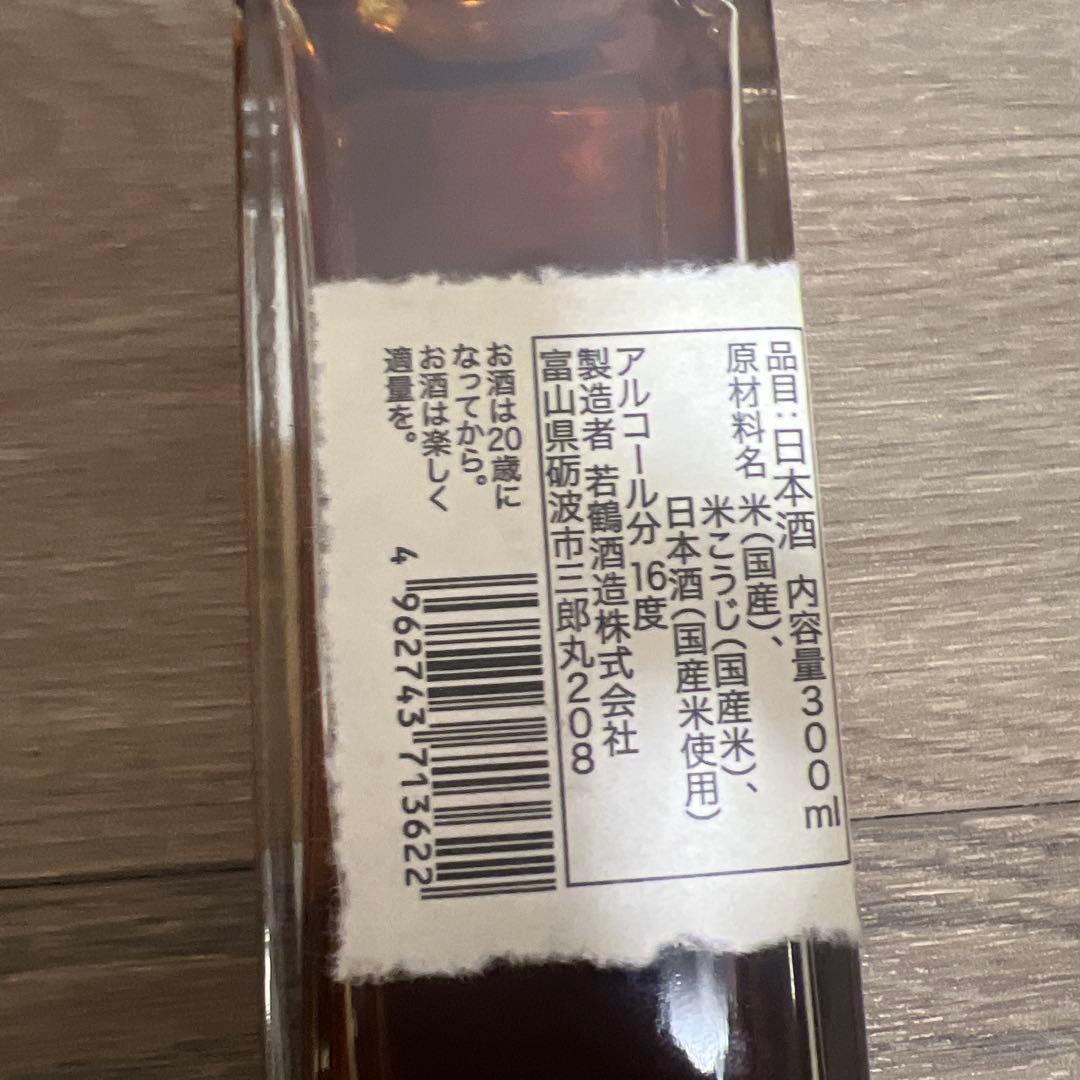 品目：日本酒 内容量300ml
原材料名 米（国産）、
米こうじ（国産米）、
日本酒（国産米使用）
アルコール分 16度
製造者 若鶴酒造株式会社
富山県砺波市三郎丸208
お酒は20歳に
なってから。
お酒は楽しく
適量を。
4 962743 713622